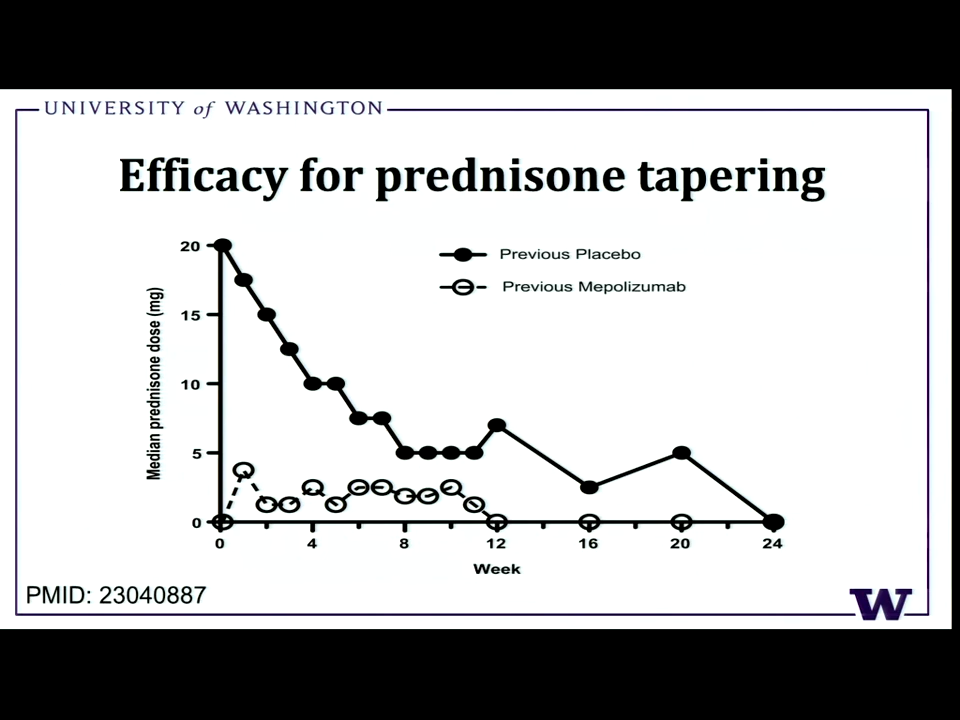 UNIVERSITY of WASHINGTON
Efficacy for prednisone tapering
Previous Placebo
Previous Mepolizumab
Median prednisone dose (mg)
20
15
10
5
0
0 4 8 12 16 20 24
Week
PMID: 23040887
W